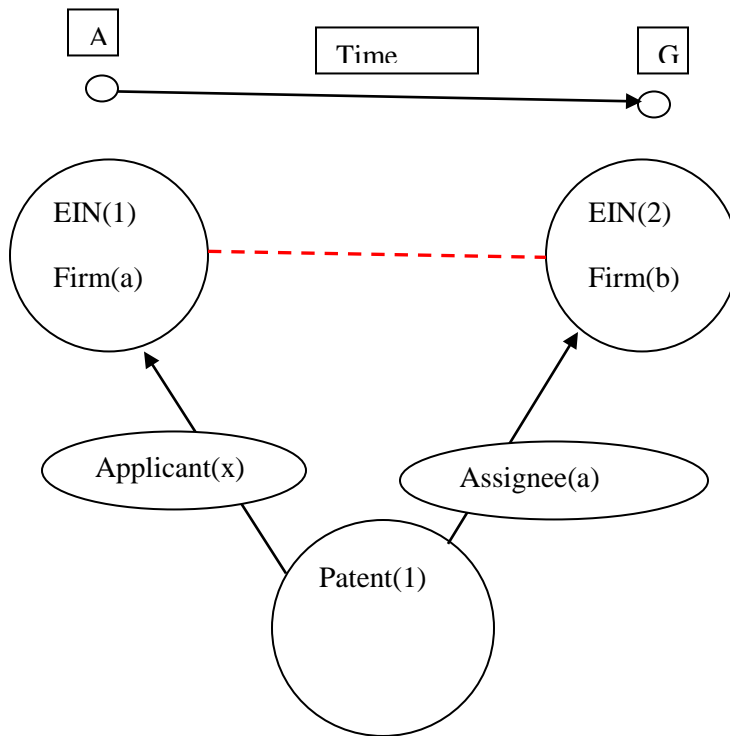 A
Time
G
EIN(1)
Firm(a)
EIN(2)
Firm(b)
Applicant(x)
Assignee(a)
Patent(1)